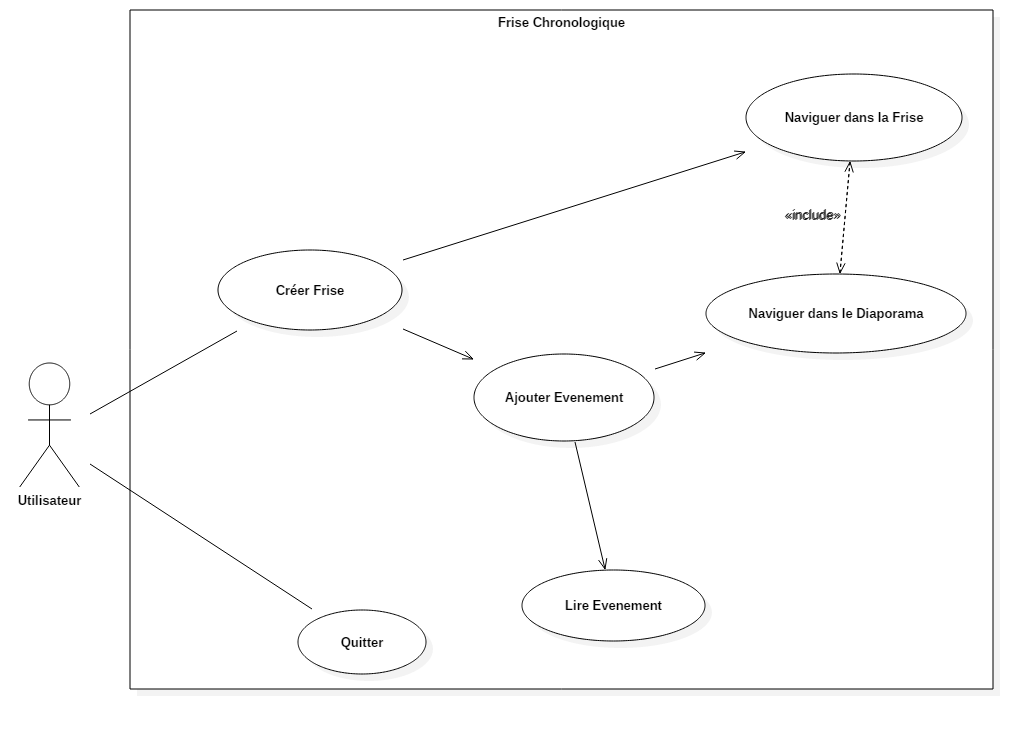 Frise Chronologique
Naviguer dans la Frise
«include»
Créer Frise
Naviguer dans le Diaporama
Ajouter Evenement
Utilisateur
Lire Evenement
Quitter